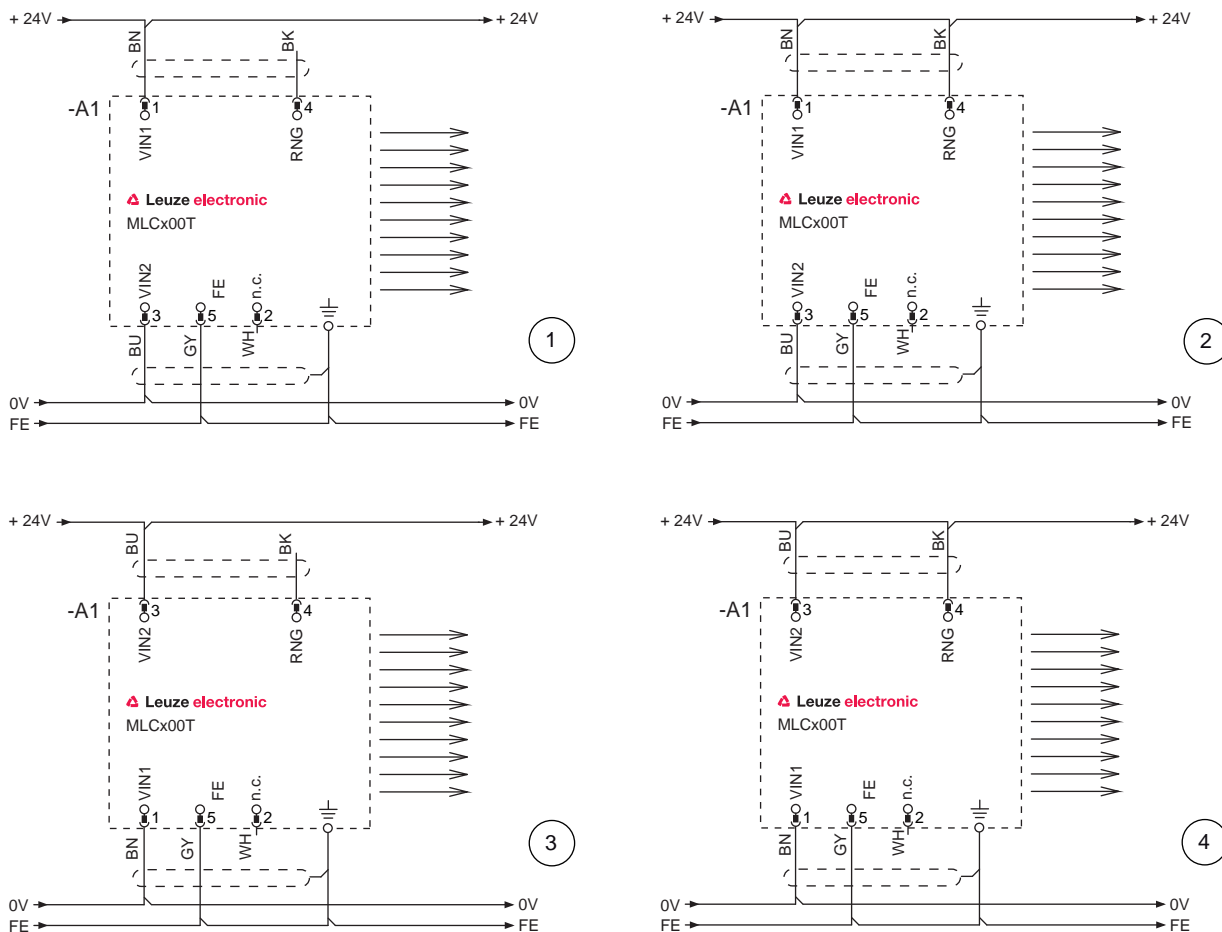 + 24V + 24V
BN BK
-A1 1 4
VIN1 RNG
Leuze electronic
MLCx00T
VIN2 FE n.c.
3 5 2
BU GY WH
1
0V 0V
FE FE
+ 24V + 24V
BN BK
-A1 1 4
VIN1 RNG
Leuze electronic
MLCx00T
VIN2 FE n.c.
3 5 2
BU GY WH
2
0V 0V
FE FE
+ 24V + 24V
BU BK
-A1 3 4
VIN2 RNG
Leuze electronic
MLCx00T
VIN1 FE n.c.
1 5 2
BN GY WH
3
0V 0V
FE FE
+ 24V + 24V
BU BK
-A1 3 4
VIN2 RNG
Leuze electronic
MLCx00T
VIN1 FE n.c.
1 5 2
BN GY WH
4
0V 0V
FE FE